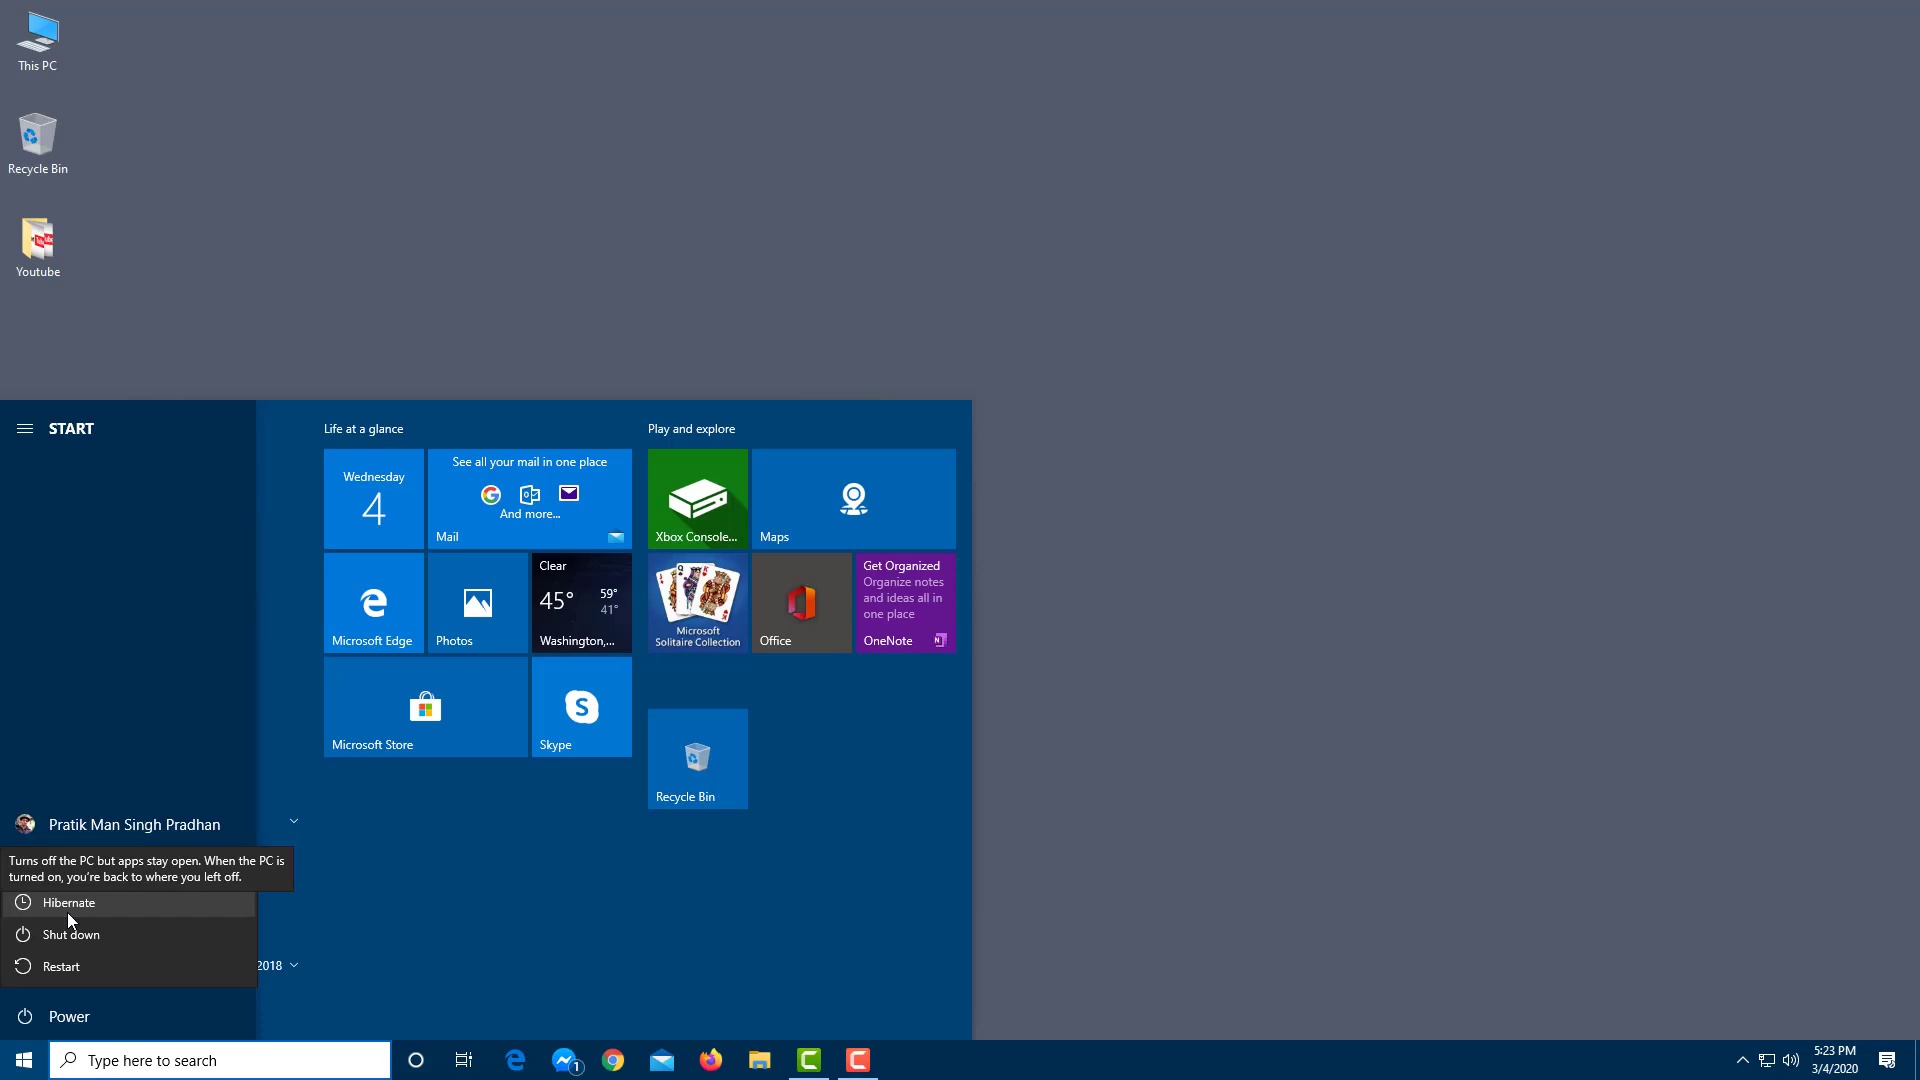 This PC
Recycle Bin
Youtube
START
Life at a glance
Wednesday
4
See all your mail in one place
And more...
Mail
Microsoft Edge
Photos
Clear
45°
59°
41°
Washington,...
Microsoft Store
Skype
Play and explore
Xbox Console...
Maps
Microsoft
Solitaire Collection
Office
Get Organized
Organize notes
and ideas all in
one place
OneNote
Recycle Bin
Pratik Man Singh Pradhan
Turns off the PC but apps stay open. When the PC is
turned on, you're back to where you left off.
Hibernate
Shut down
Restart
2018
Power
Type here to search
1
5:23 PM
3/4/2020